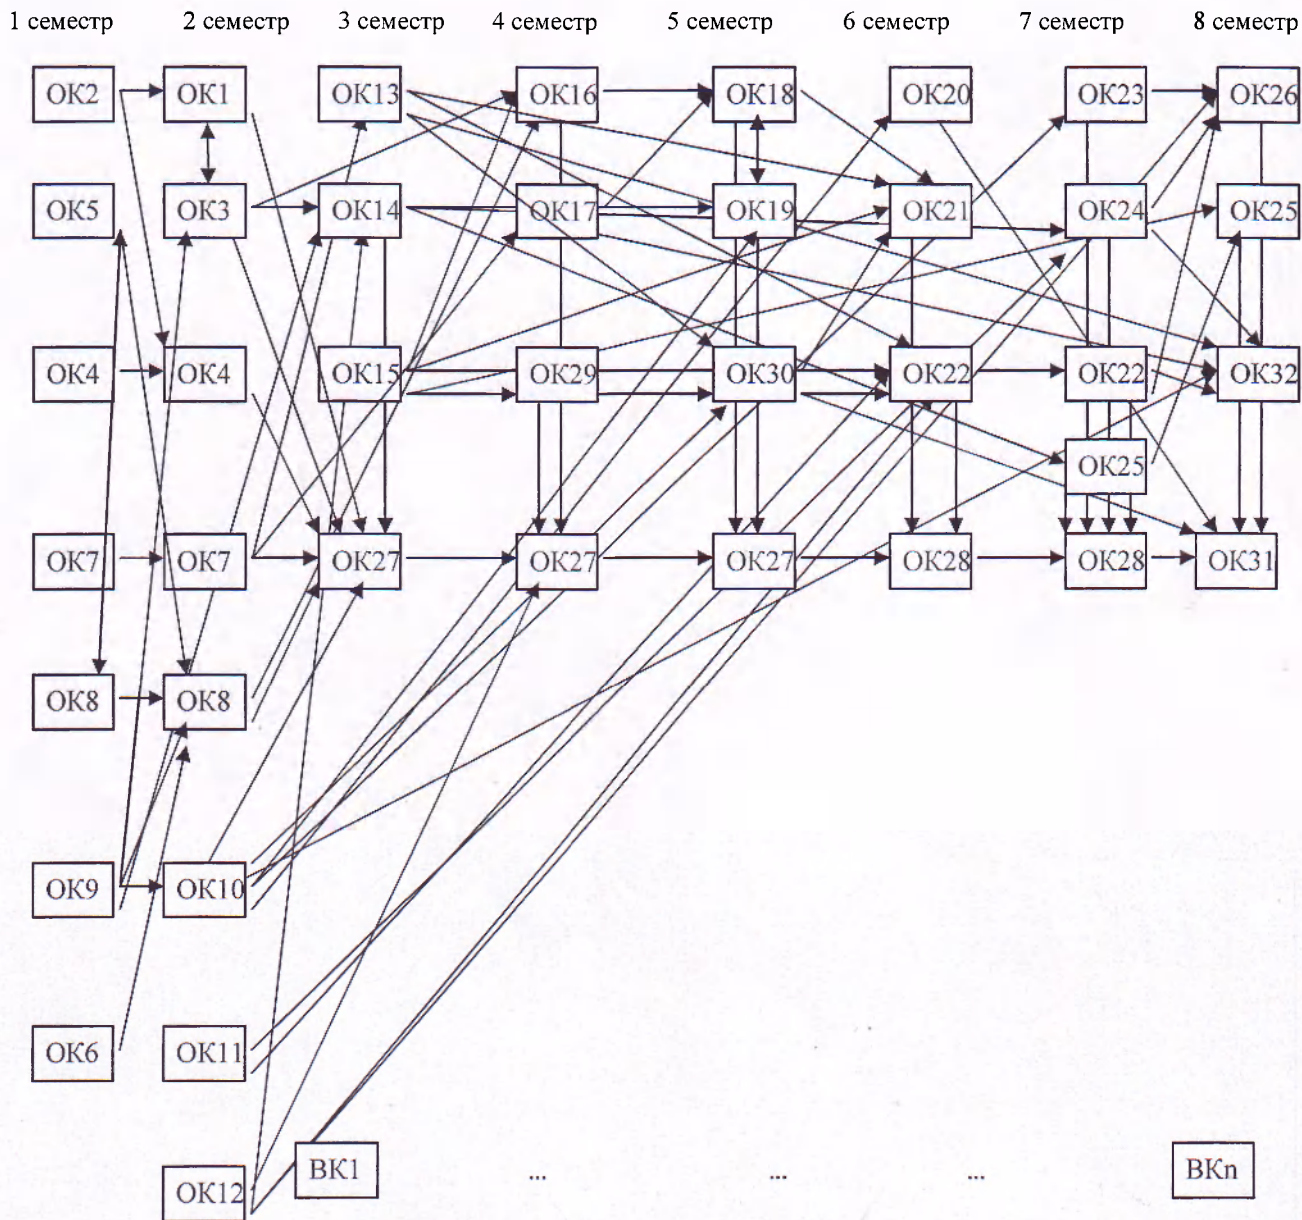 1 семестр 2 семестр 3 семестр 4 семестр 5 семестр 6 семестр 7 семестр 8 семестр
ОК2 ОК1 ОК13 ОК16 ОК18 ОК20 ОК23 ОК26
ОК5 ОК3 ОК14 ОК17 ОК19 ОК21 ОК24 ОК25
ОК4 ОК4 ОК15 ОК29 ОК30 ОК22 ОК22 ОК32
ОК25
ОК7 ОК7 ОК27 ОК27 ОК27 ОК28 ОК28 ОК31
ОК8 ОК8
ОК9 ОК10
ОК6 ОК11
ОК12 ВК1 ... ... ... ВКn